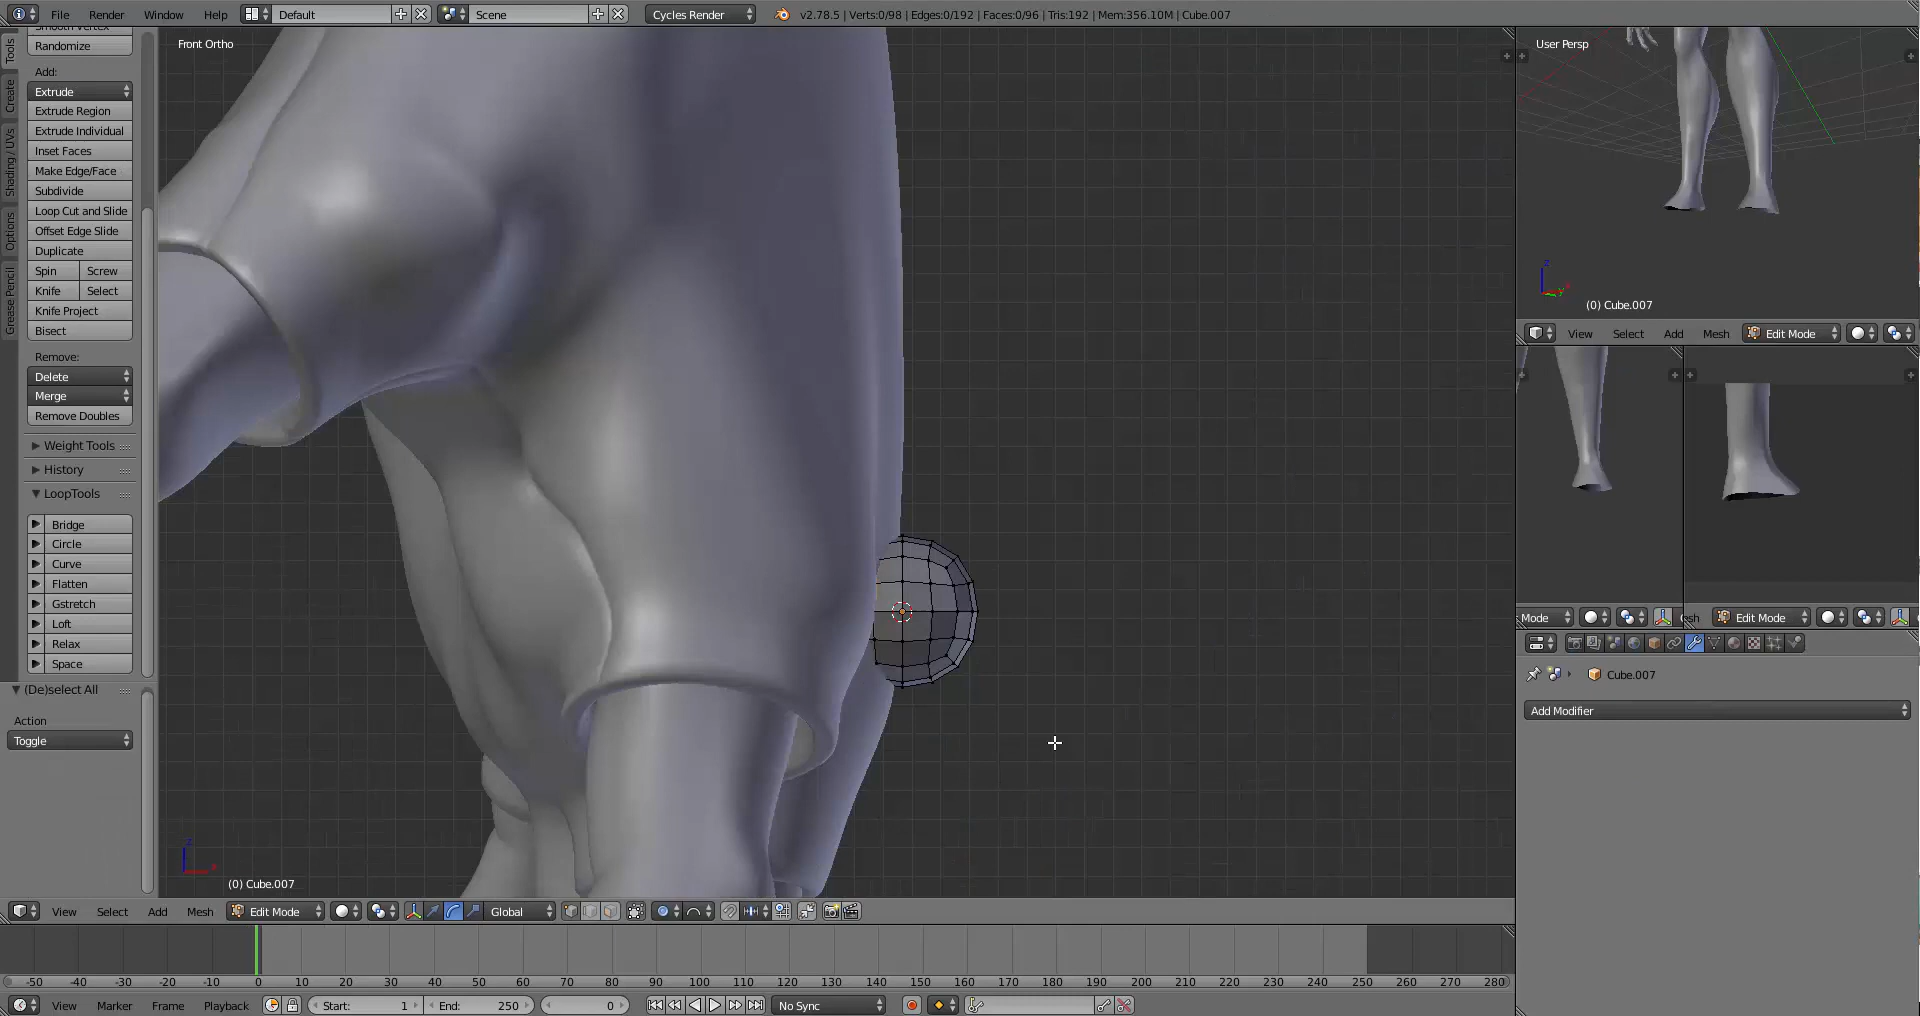 File Render Window Help Default Scene Cycles Render v2.78.5 | Verts:0/98 | Edges:0/192 | Faces:0/96 | Tris:192 | Mem:356.10M | Cube.007
Tools
Create
Shading / UVs
Options
Grease Pencil
Smooth Vertex
Randomize
Add:
Extrude
Extrude Region
Extrude Individual
Inset Faces
Make Edge/Face
Subdivide
Loop Cut and Slide
Offset Edge Slide
Duplicate
Spin Screw
Knife Select
Knife Project
Bisect
Remove:
Delete
Merge
Remove Doubles
Weight Tools
History
LoopTools
Bridge
Circle
Curve
Flatten
Gstretch
Loft
Relax
Space
(De)select All
Action
Toggle
Front Ortho
(0) Cube.007
View Select Add Mesh Edit Mode Global
User Persp
(0) Cube.007
View Select Add Mesh Edit Mode
Mode
esh Edit Mode
Cube.007
Add Modifier
-50 -40 -30 -20 -10 0 10 20 30 40 50 60 70 80 90 100 110 120 130 140 150 160 170 180 190 200 210 220 230 240 250 260 270 280
View Marker Frame Playback Start: 1 End: 250 0 No Sync